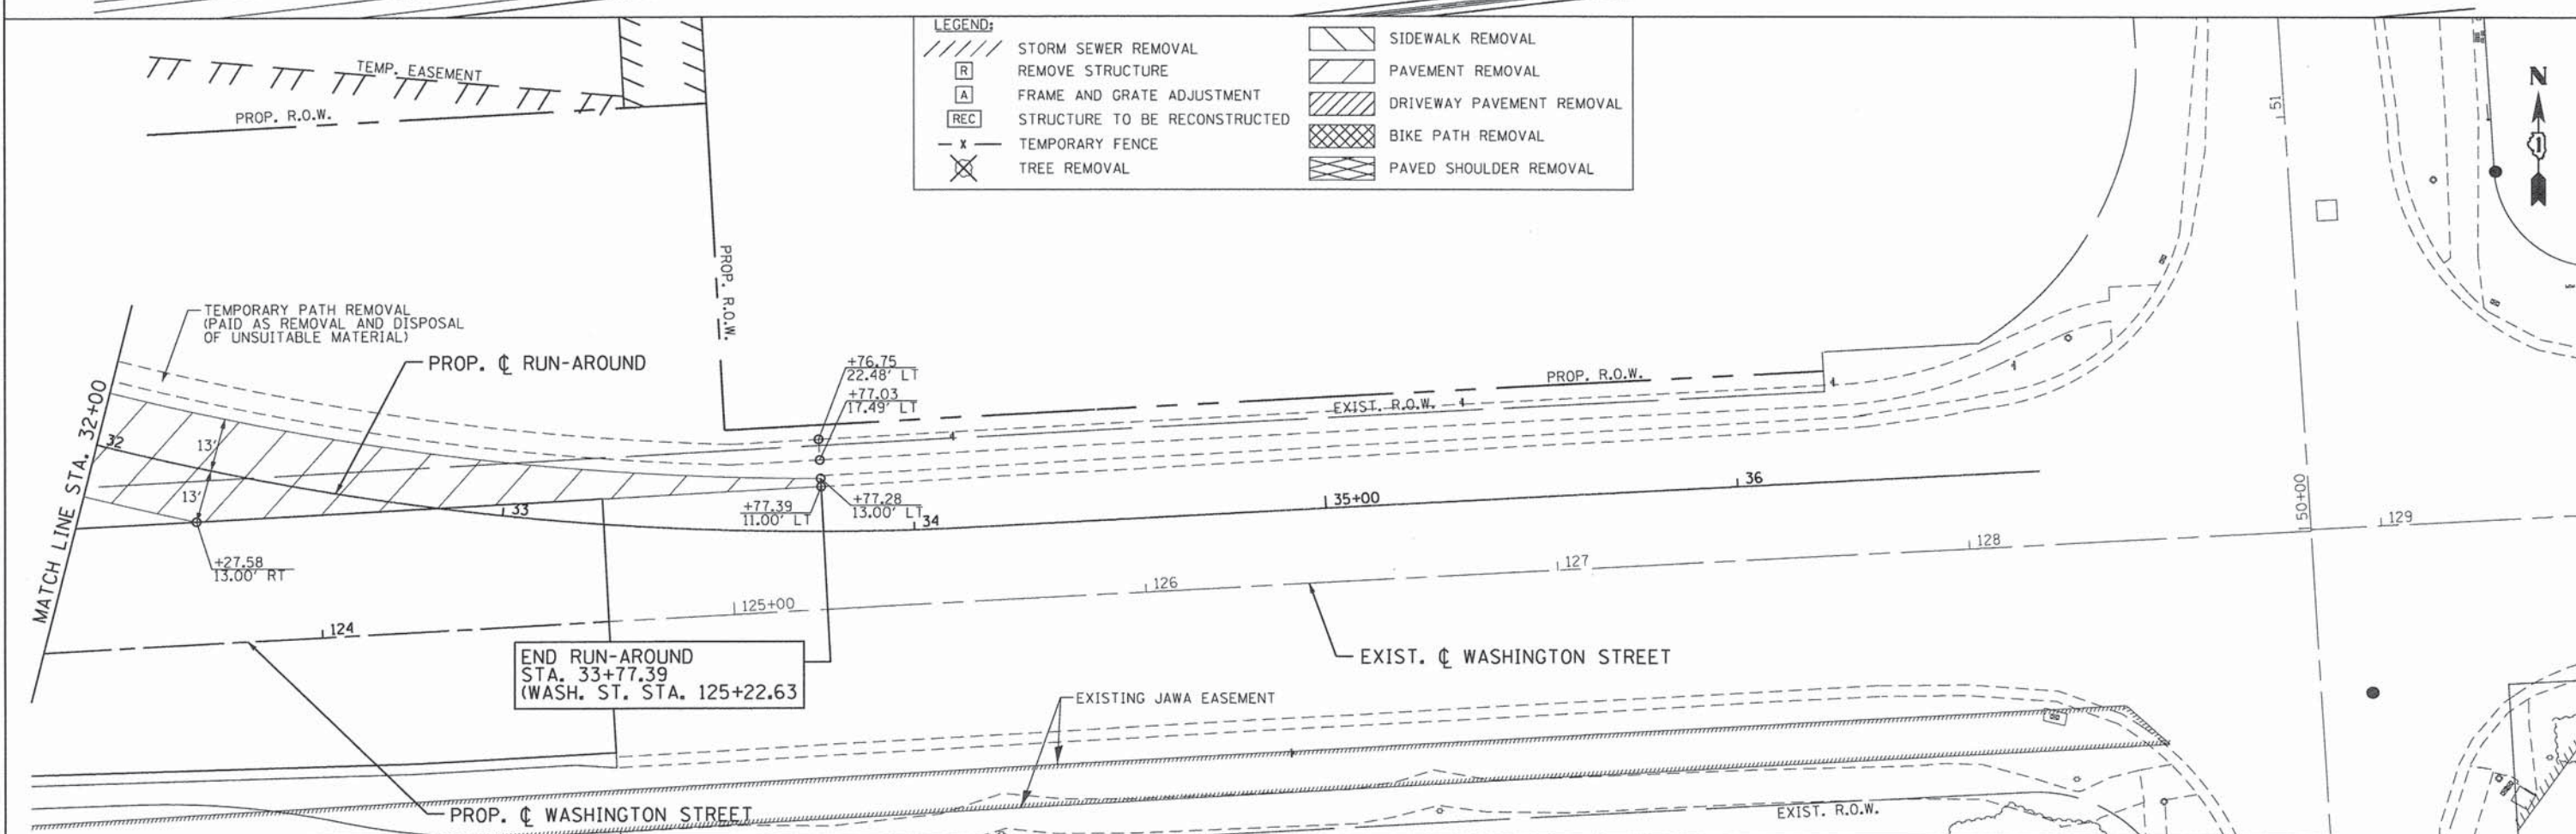 LEGEND:
STORM SEWER REMOVAL
R REMOVE STRUCTURE
A FRAME AND GRATE ADJUSTMENT
REC STRUCTURE TO BE RECONSTRUCTED
X TEMPORARY FENCE
TREE REMOVAL
SIDEWALK REMOVAL
PAVEMENT REMOVAL
DRIVEWAY PAVEMENT REMOVAL
BIKE PATH REMOVAL
PAVED SHOULDER REMOVAL
N
TEMP. EASEMENT
PROP. R.O.W.
PROP. R.O.W.
51
TEMPORARY PATH REMOVAL
(PAID AS REMOVAL AND DISPOSAL
OF UNSUITABLE MATERIAL)
PROP. ℄ RUN-AROUND
MATCH LINE STA. 32+00
32
13'
13'
+27.58
13.00' RT
33
+76.75
22.48' LT
+77.03
17.49' LT
+77.39
11.00' LT
+77.28
13.00' LT
34
35+00
36
PROP. R.O.W.
EXIST. R.O.W.
50+00
124
125+00
126
127
128
129
END RUN-AROUND
STA. 33+77.39
(WASH. ST. STA. 125+22.63
EXIST. ℄ WASHINGTON STREET
EXISTING JAWA EASEMENT
PROP. ℄ WASHINGTON STREET
EXIST. R.O.W.